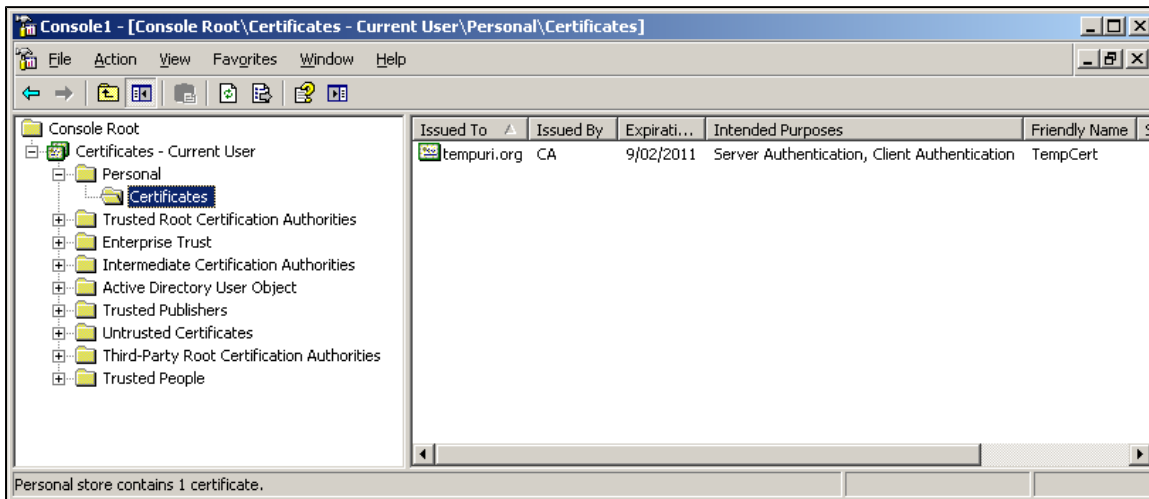 Console1 - [Console Root\Certificates - Current User\Personal\Certificates]
File Action View Favorites Window Help
Console Root
Certificates - Current User
Personal
Certificates
Trusted Root Certification Authorities
Enterprise Trust
Intermediate Certification Authorities
Active Directory User Object
Trusted Publishers
Untrusted Certificates
Third-Party Root Certification Authorities
Trusted People
Issued To Issued By Expirati... Intended Purposes Friendly Name S
tempuri.org CA 9/02/2011 Server Authentication, Client Authentication TempCert
Personal store contains 1 certificate.